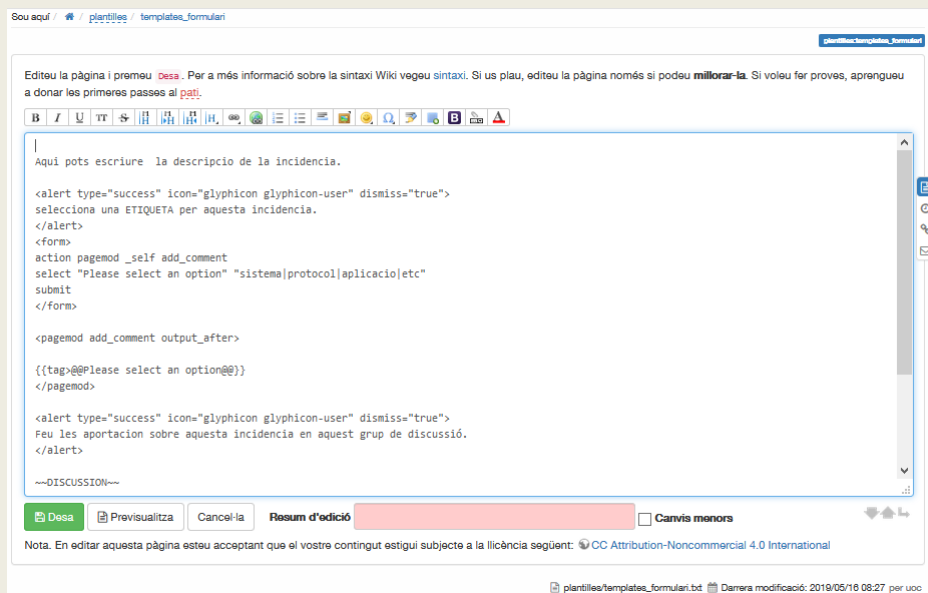 Sou aquí / / plantilles / templates_formulari
plantilles:templates_formulari
Editeu la pàgina i premeu Desa. Per a més informació sobre la sintaxi Wiki vegeu sintaxi. Si us plau, editeu la pàgina només si podeu millorar-la. Si voleu fer proves, aprengueu
a donar les primeres passes al pati.
Aqui pots escriure  la descripcio de la incidencia.
<alert type="success" icon="glyphicon glyphicon-user" dismiss="true">
selecciona una ETIQUETA per aquesta incidencia.
</alert>
<form>
action pagemod _self add_comment
select "Please select an option" "sistema|protocol|aplicacio|etc"
submit
</form>
<pagemod add_comment output_after>
{{tag>@@Please select an option@@}}
</pagemod>
<alert type="success" icon="glyphicon glyphicon-user" dismiss="true">
Feu les aportacion sobre aquesta incidencia en aquest grup de discussió.
</alert>
~~DISCUSSION~~
Desa Previsualitza Cancel·la Resum d'edició Canvis menors
Nota. En editar aquesta pàgina esteu acceptant que el vostre contingut estigui subjecte a la llicència següent: CC Attribution-Noncommercial 4.0 International
plantilles/templates_formulari.txt Darrera modificació: 2019/05/16 08:27 per uoc